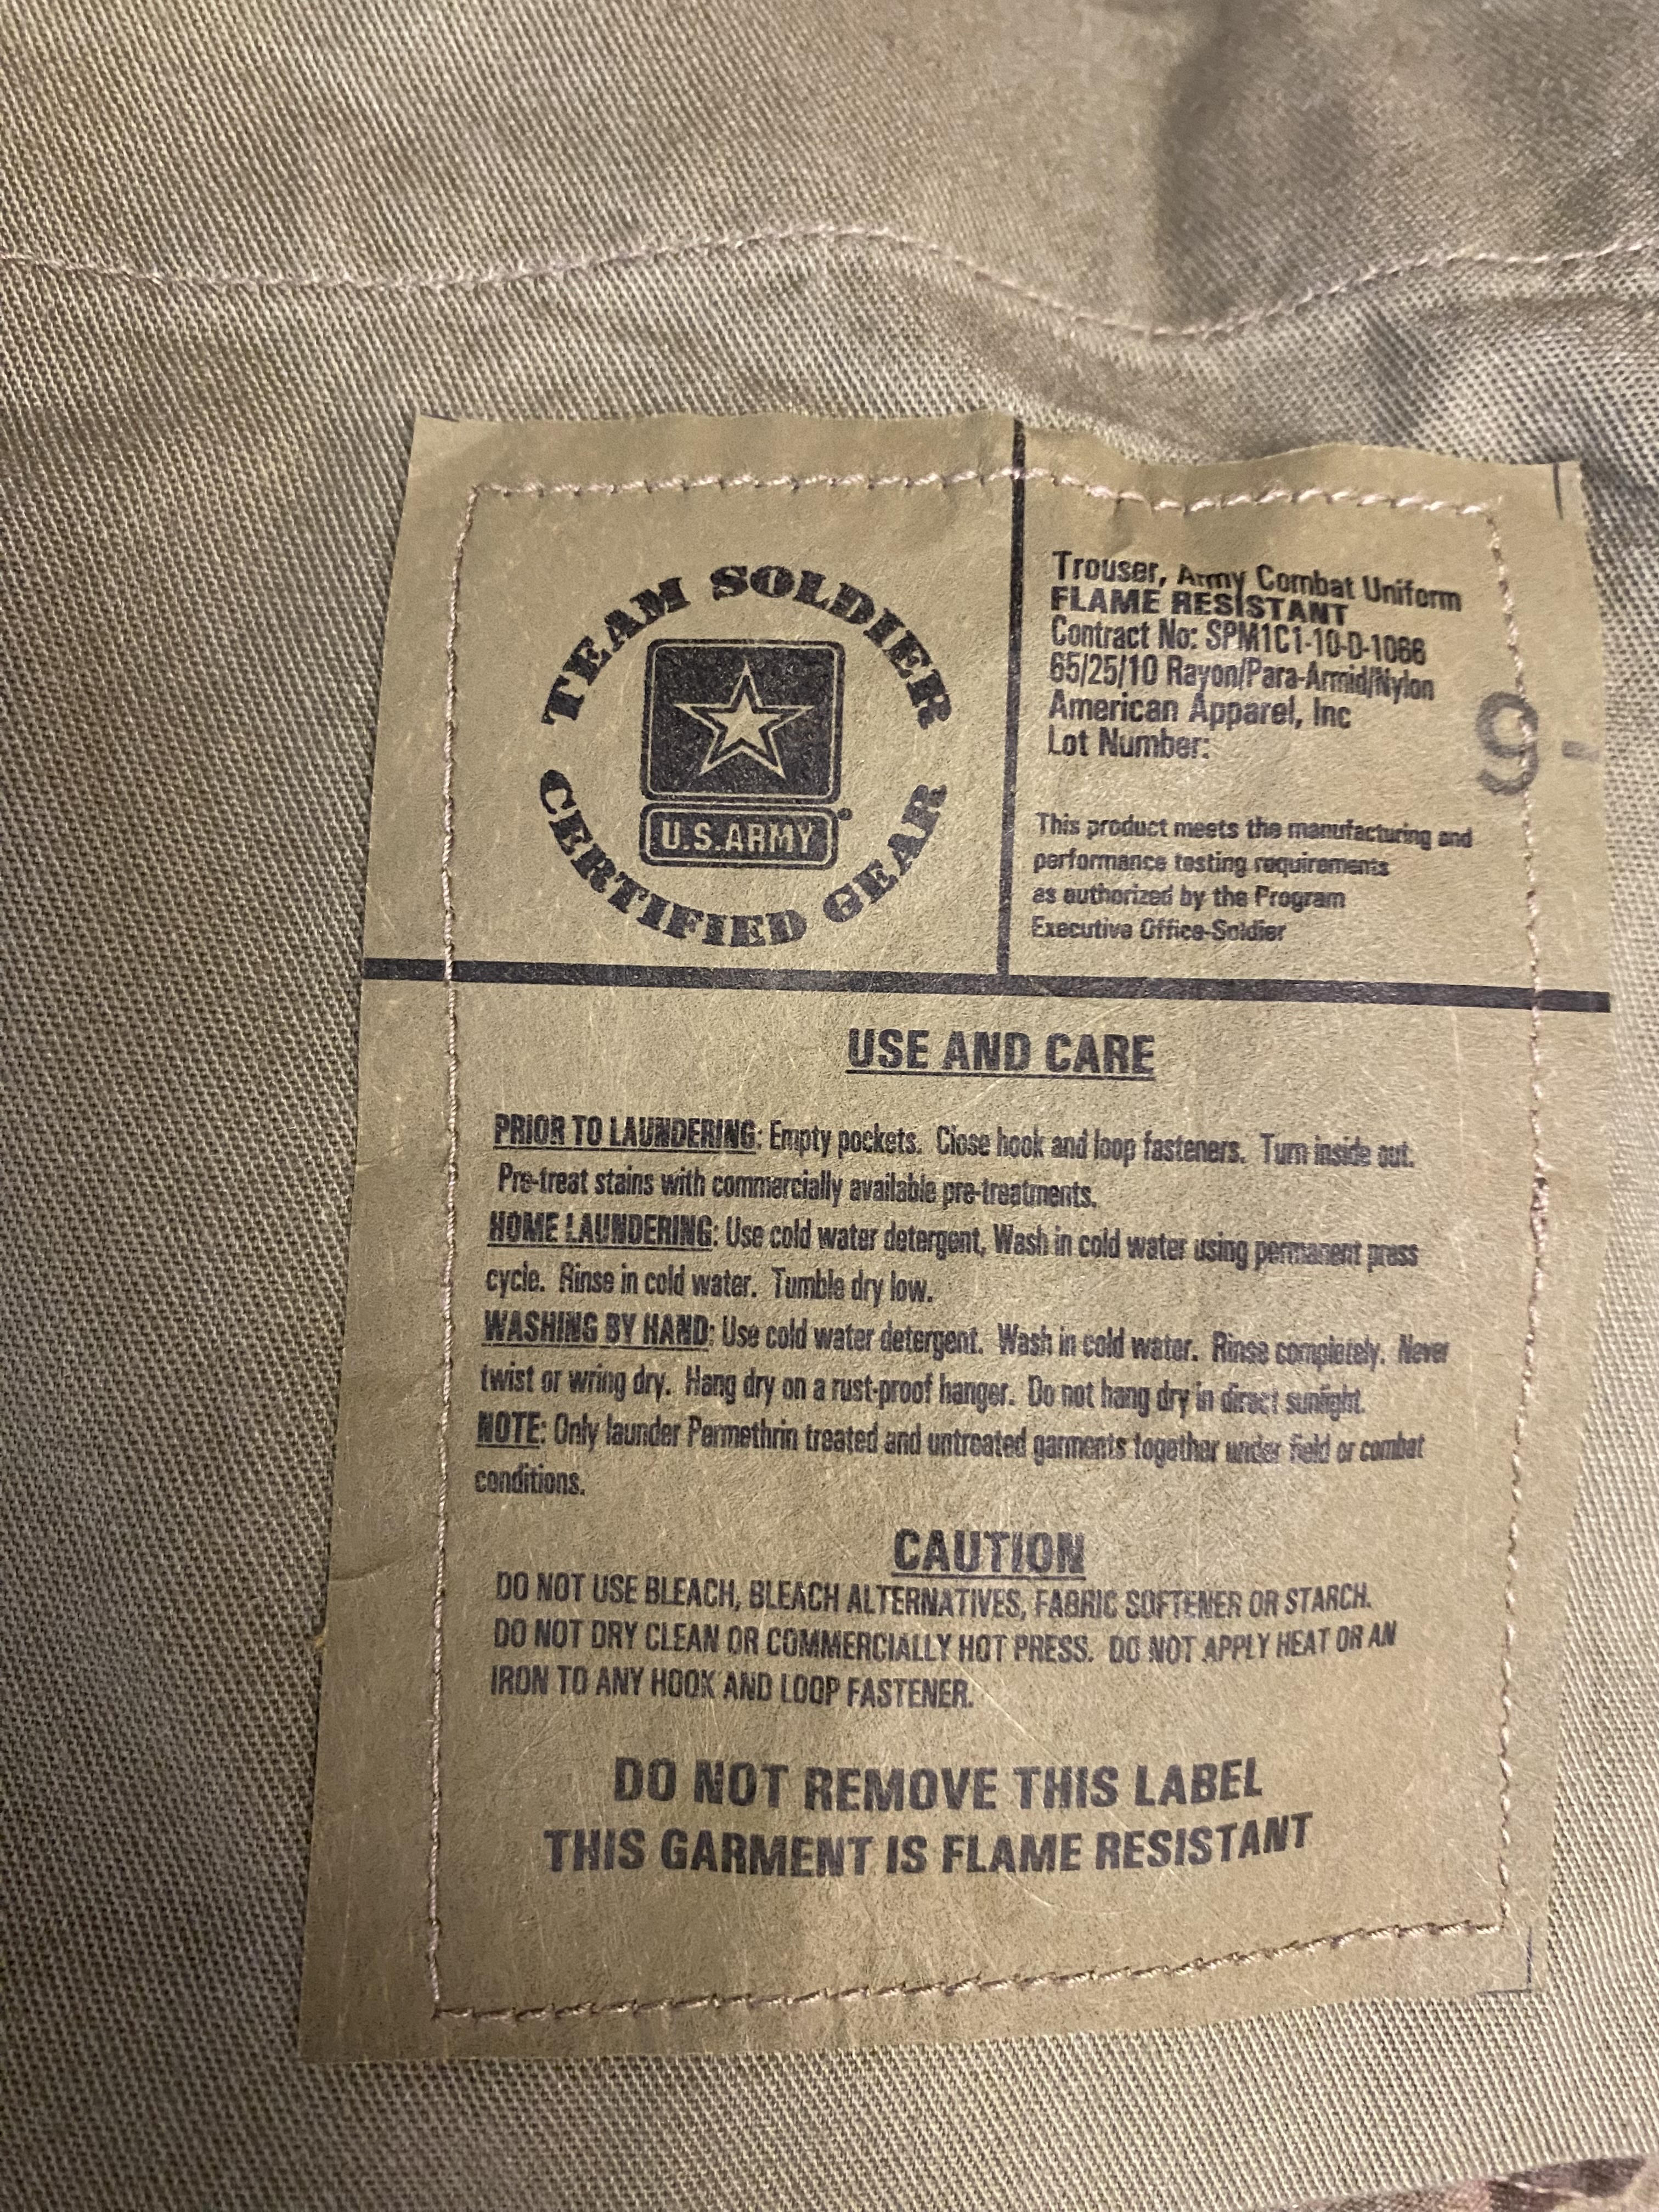 TEAM SOLDIER
CERTIFIED GEAR
U.S.ARMY
Trouser, Army Combat Uniform
FLAME RESISTANT
Contract No: SPM1C1-10-D-1066
65/25/10 Rayon/Para-Armid/Nylon
American Apparel, Inc
Lot Number:
9-
This product meets the manufacturing and
performance testing requirements
as authorized by the Program
Executive Office-Soldier
USE AND CARE
PRIOR TO LAUNDERING: Empty pockets. Close hook and loop fasteners. Turn inside out.
Pre-treat stains with commercially available pre-treatments.
HOME LAUNDERING: Use cold water detergent, Wash in cold water using permanent press
cycle. Rinse in cold water. Tumble dry low.
WASHING BY HAND: Use cold water detergent. Wash in cold water. Rinse completely. Never
twist or wring dry. Hang dry on a rust-proof hanger. Do not hang dry in direct sunlight.
NOTE: Only launder Permethrin treated and untreated garments together under field or combat
conditions.
CAUTION
DO NOT USE BLEACH, BLEACH ALTERNATIVES, FABRIC SOFTENER OR STARCH.
DO NOT DRY CLEAN OR COMMERCIALLY HOT PRESS. DO NOT APPLY HEAT OR AN
IRON TO ANY HOOK AND LOOP FASTENER.
DO NOT REMOVE THIS LABEL
THIS GARMENT IS FLAME RESISTANT